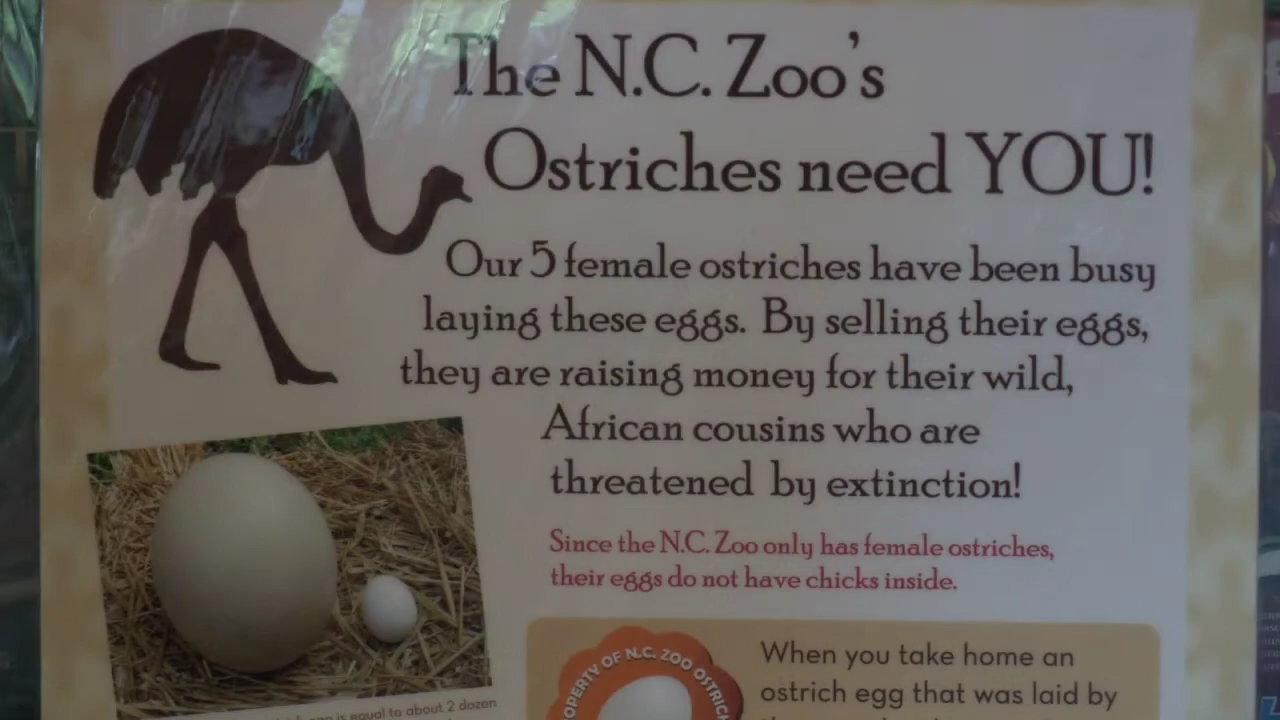 The N.C. Zoo's
Ostriches need YOU!
Our 5 female ostriches have been busy
laying these eggs. By selling their eggs,
they are raising money for their wild,
African cousins who are
threatened by extinction!
Since the N.C. Zoo only has female ostriches,
their eggs do not have chicks inside.
is equal to about 2 dozen
OF N.C. ZOO
When you take home an
ostrich egg that was laid by